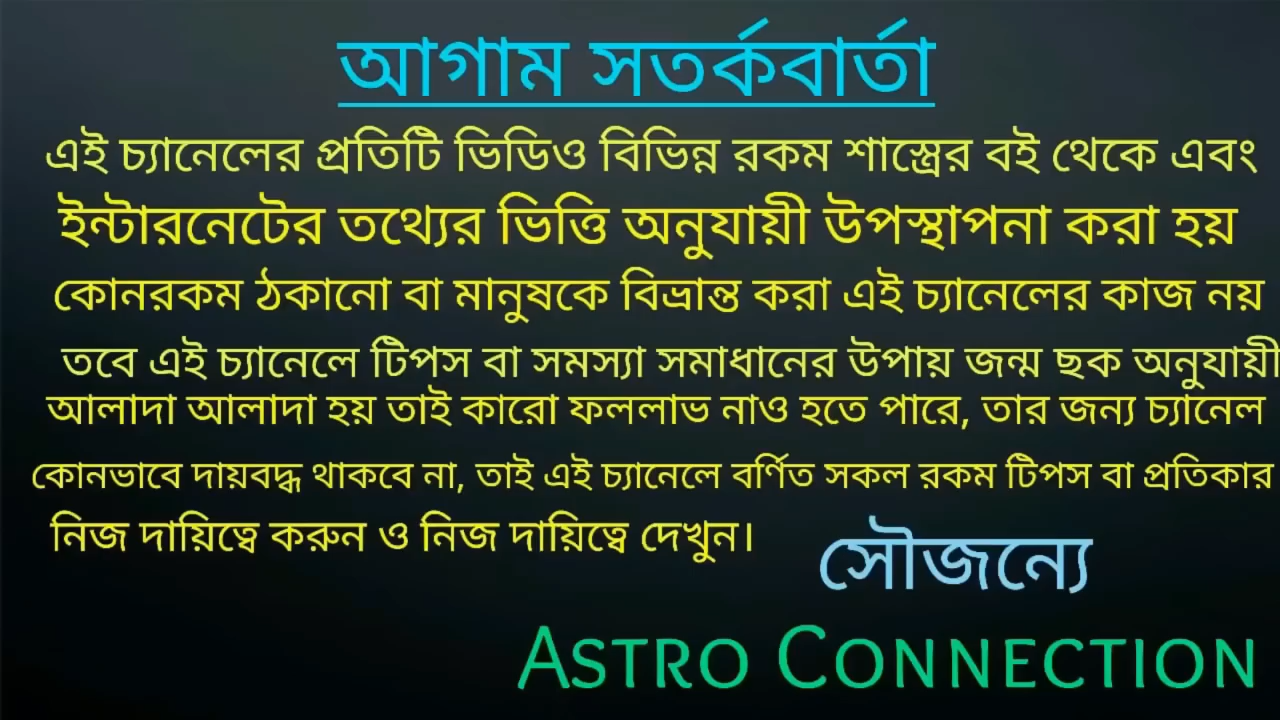 আগাম সতর্কবার্তা
এই চ্যানেলের প্রতিটি ভিডিও বিভিন্ন রকম শাস্ত্রের বই থেকে এবং
ইন্টারনেটের তথ্যের ভিত্তি অনুযায়ী উপস্থাপনা করা হয়
কোনরকম ঠকানো বা মানুষকে বিভ্রান্ত করা এই চ্যানেলের কাজ নয়
তবে এই চ্যানেলে টিপস বা সমস্যা সমাধানের উপায় জন্ম ছক অনুযায়ী
আলাদা আলাদা হয় তাই কারো ফললাভ নাও হতে পারে, তার জন্য চ্যানেল
কোনভাবে দায়বদ্ধ থাকবে না, তাই এই চ্যানেলে বর্ণিত সকল রকম টিপস বা প্রতিকার
নিজ দায়িত্বে করুন ও নিজ দায়িত্বে দেখুন।
সৌজন্যে
ASTRO CONNECTION